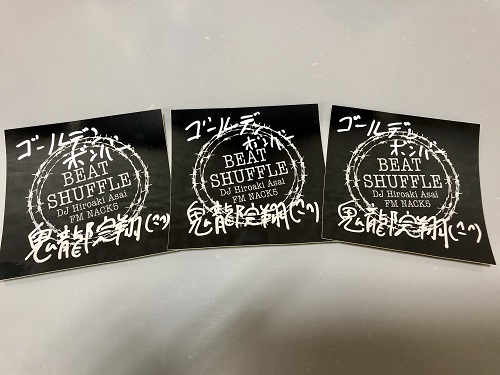 ゴールデン
ボンバー
BEAT
SHUFFLE
DJ Hiroaki Asai
FM NACK5
鬼龍院翔(^^)
ゴールデン
ボンバー
BEAT
SHUFFLE
DJ Hiroaki Asai
FM NACK5
鬼龍院翔(^^)
ゴールデン
ボンバー
BEAT
SHUFFLE
DJ Hiroaki Asai
FM NACK5
鬼龍院翔(^^)